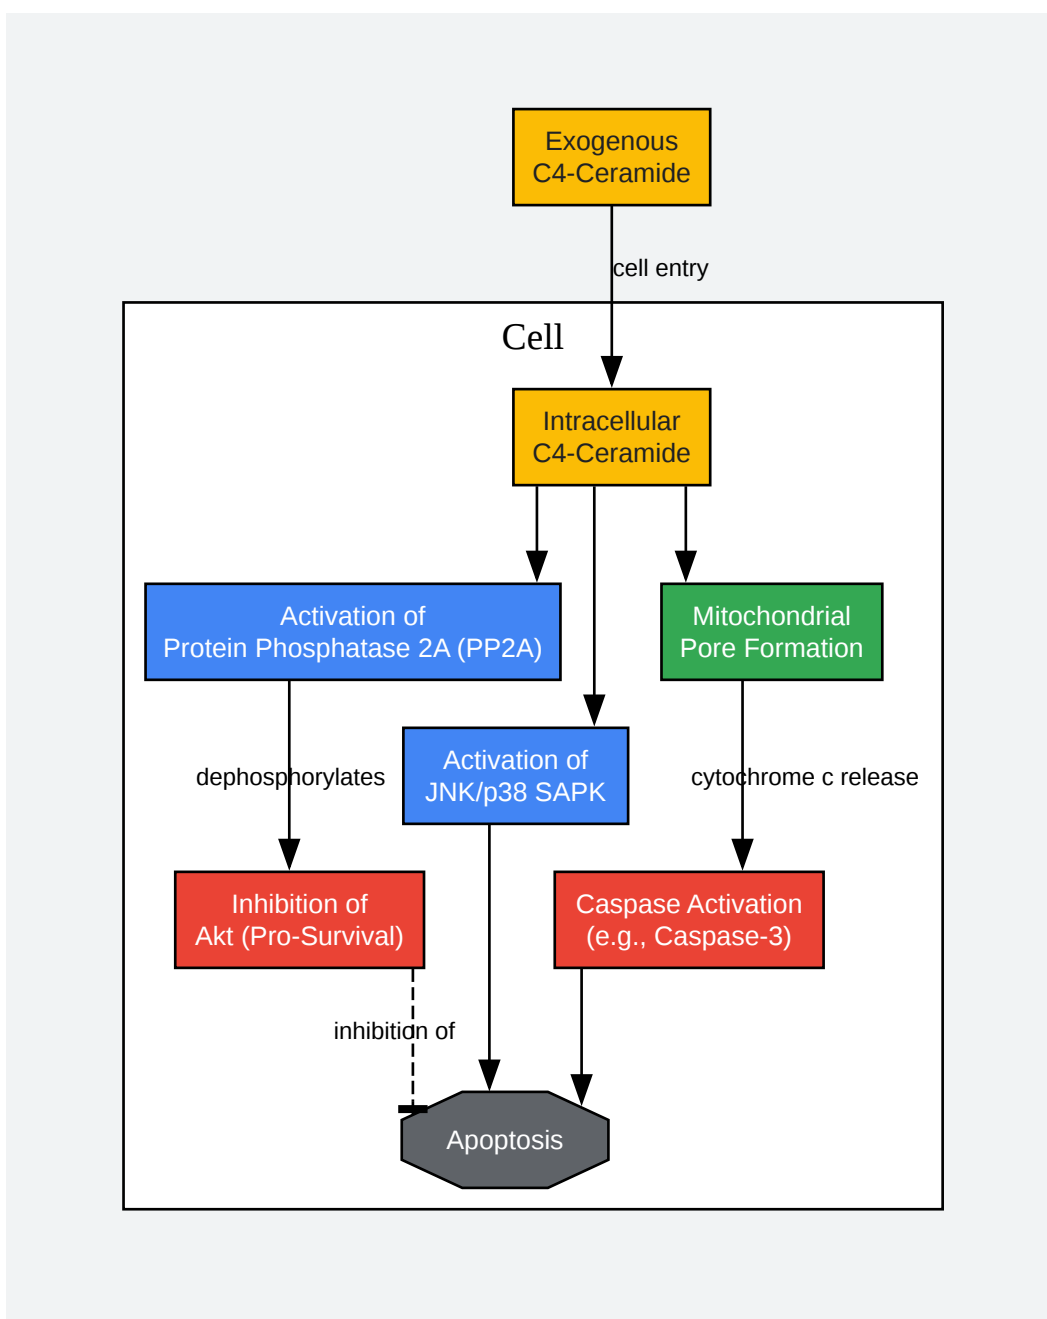 Exogenous
C4-Ceramide
cell entry
Cell
Intracellular
C4-Ceramide
Activation of
Protein Phosphatase 2A (PP2A)
Mitochondrial
Pore Formation
dephosphorylates
Activation of
JNK/p38 SAPK
cytochrome c release
Inhibition of
Akt (Pro-Survival)
Caspase Activation
(e.g., Caspase-3)
inhibition of
Apoptosis